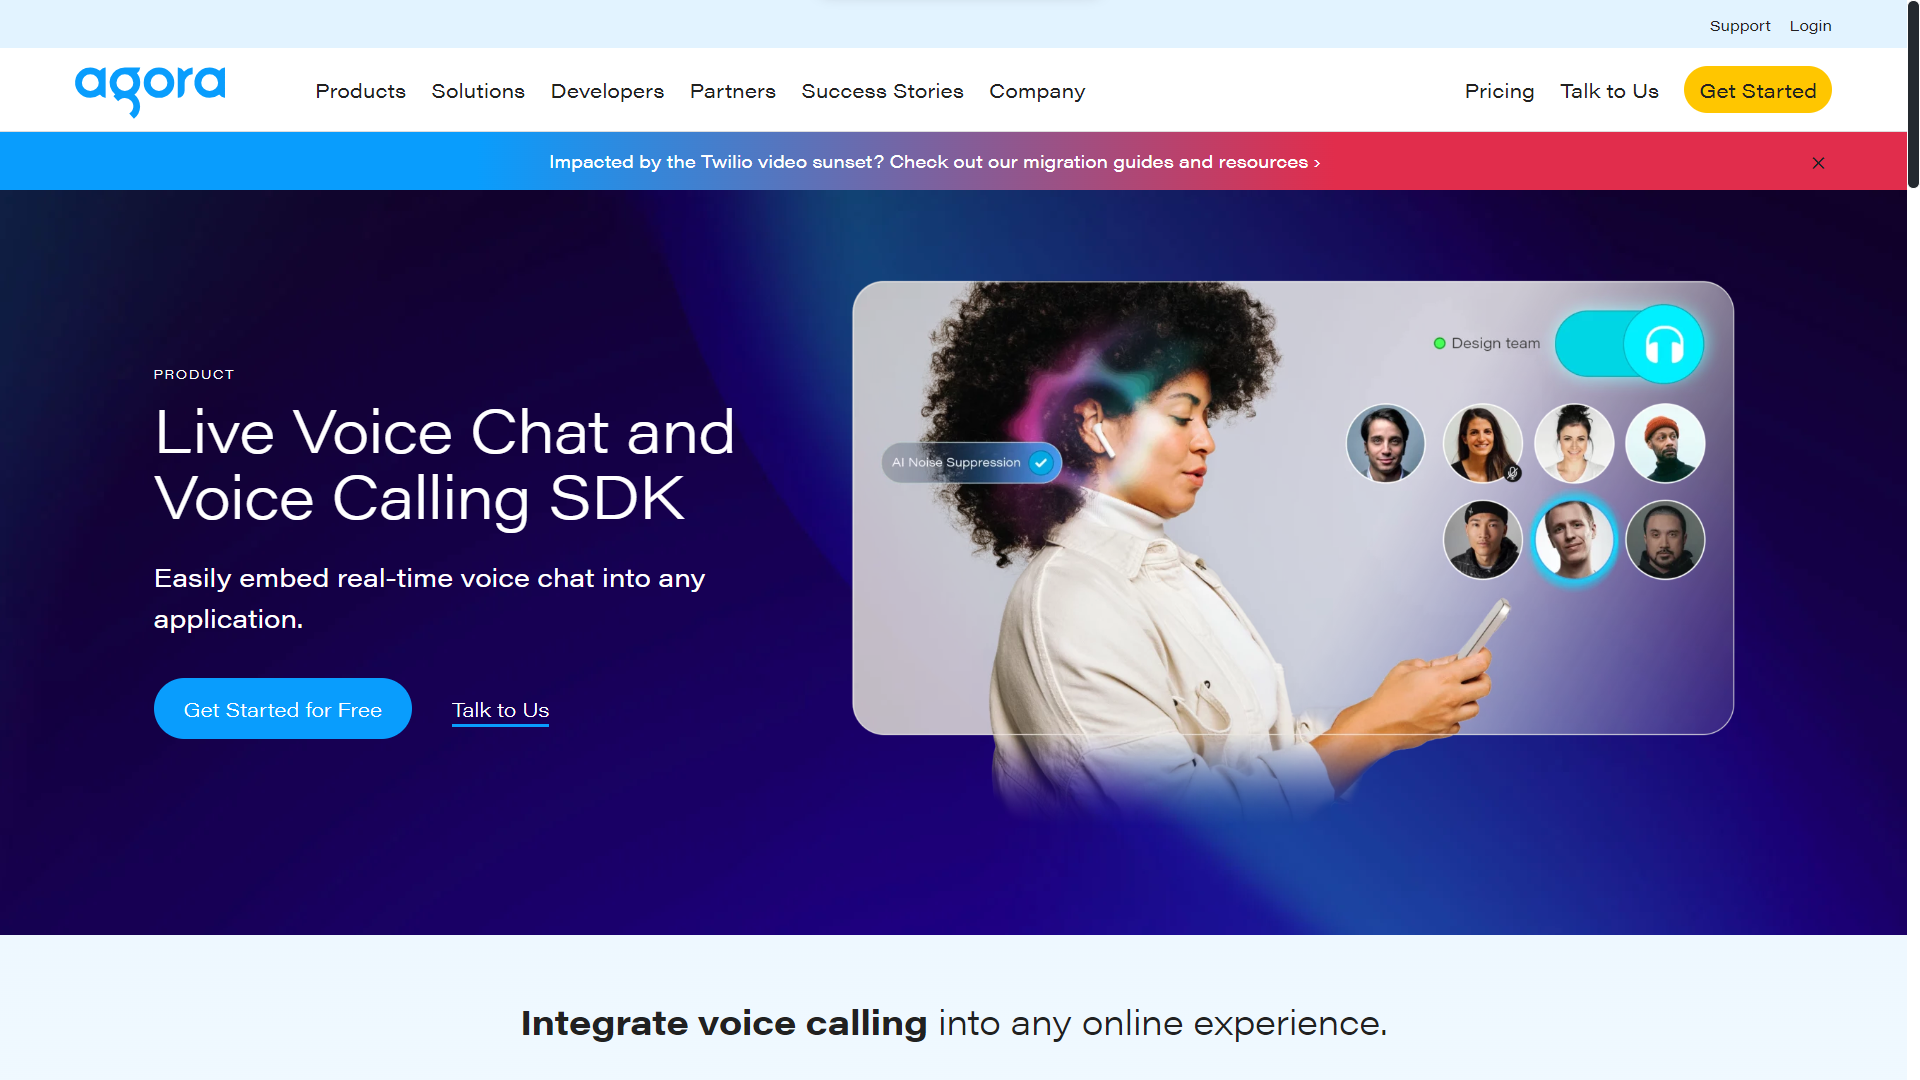 Support Login
agora
Products Solutions Developers Partners Success Stories Company Pricing Talk to Us Get Started
Impacted by the Twilio video sunset? Check out our migration guides and resources ›
PRODUCT
Live Voice Chat and
Voice Calling SDK
Easily embed real-time voice chat into any
application.
Get Started for Free Talk to Us
Design team
AI Noise Suppression
Integrate voice calling into any online experience.